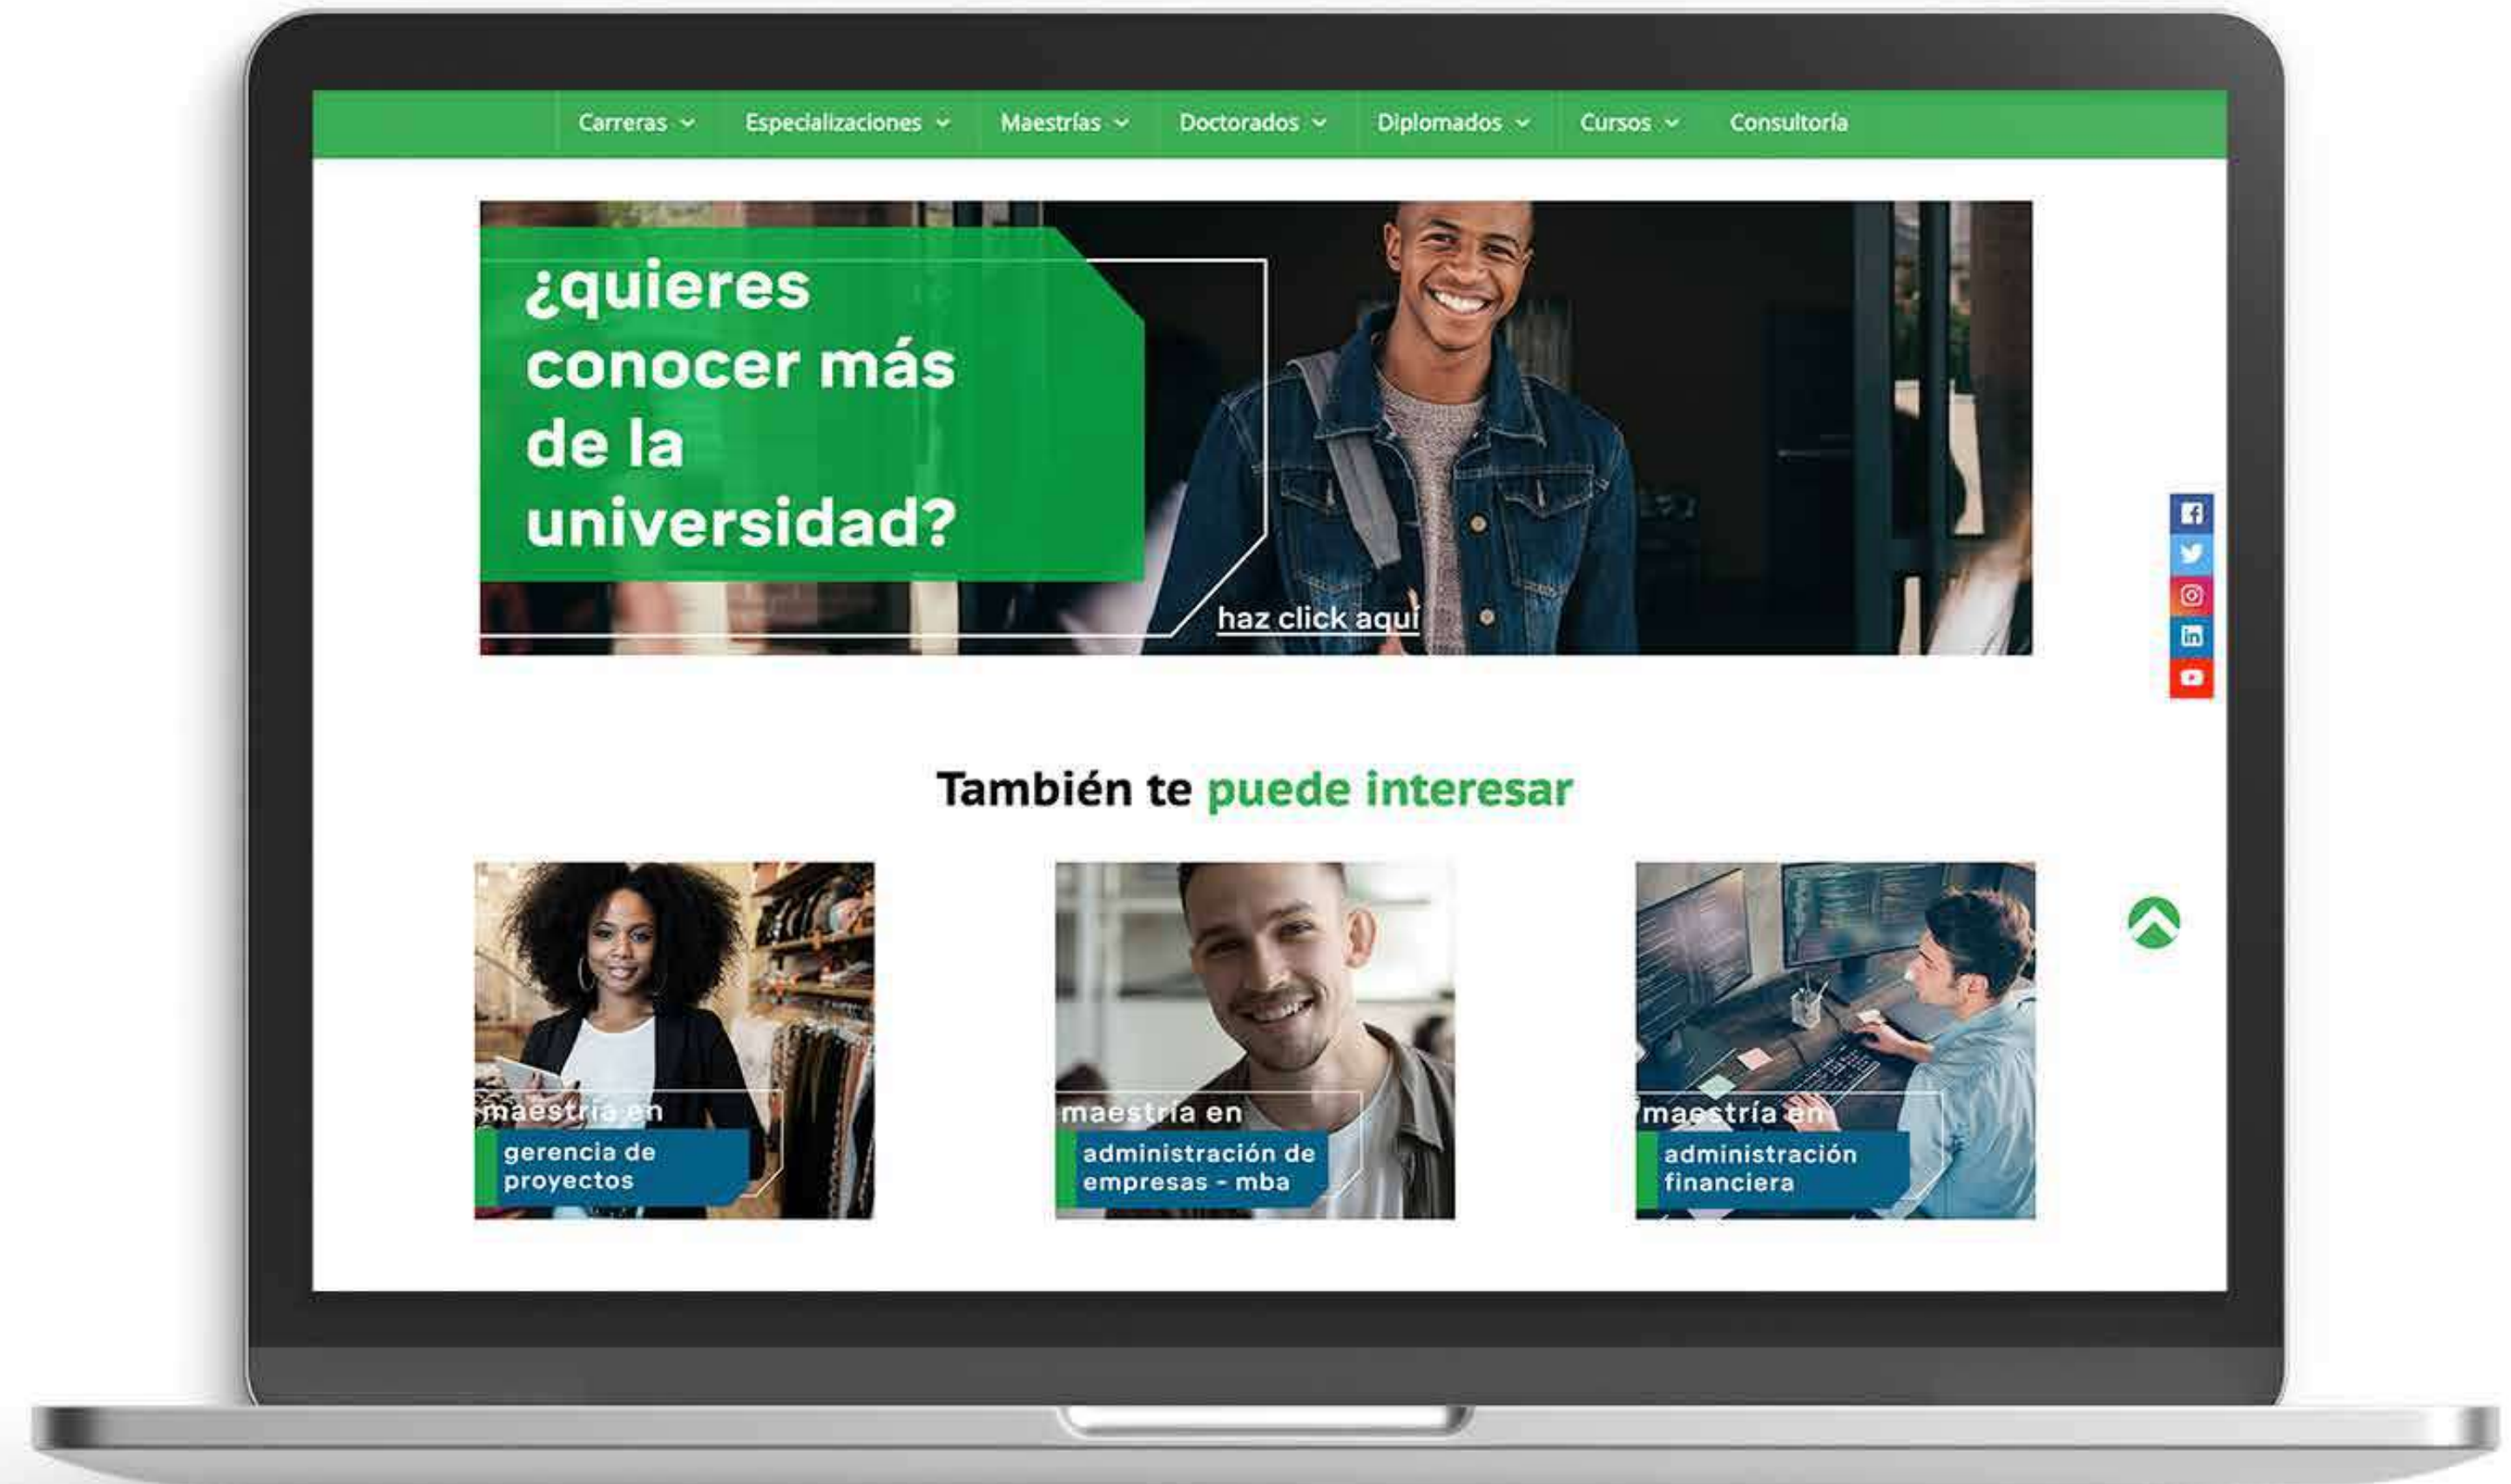 Carreras Especializaciones Maestrías Doctorados Diplomados Cursos Consultoría
¿quieres
conocer más
de la
universidad?
haz click aquí
También te puede interesar
maestría en
gerencia de
proyectos
maestría en
administración de
empresas - mba
maestría en
administración
financiera